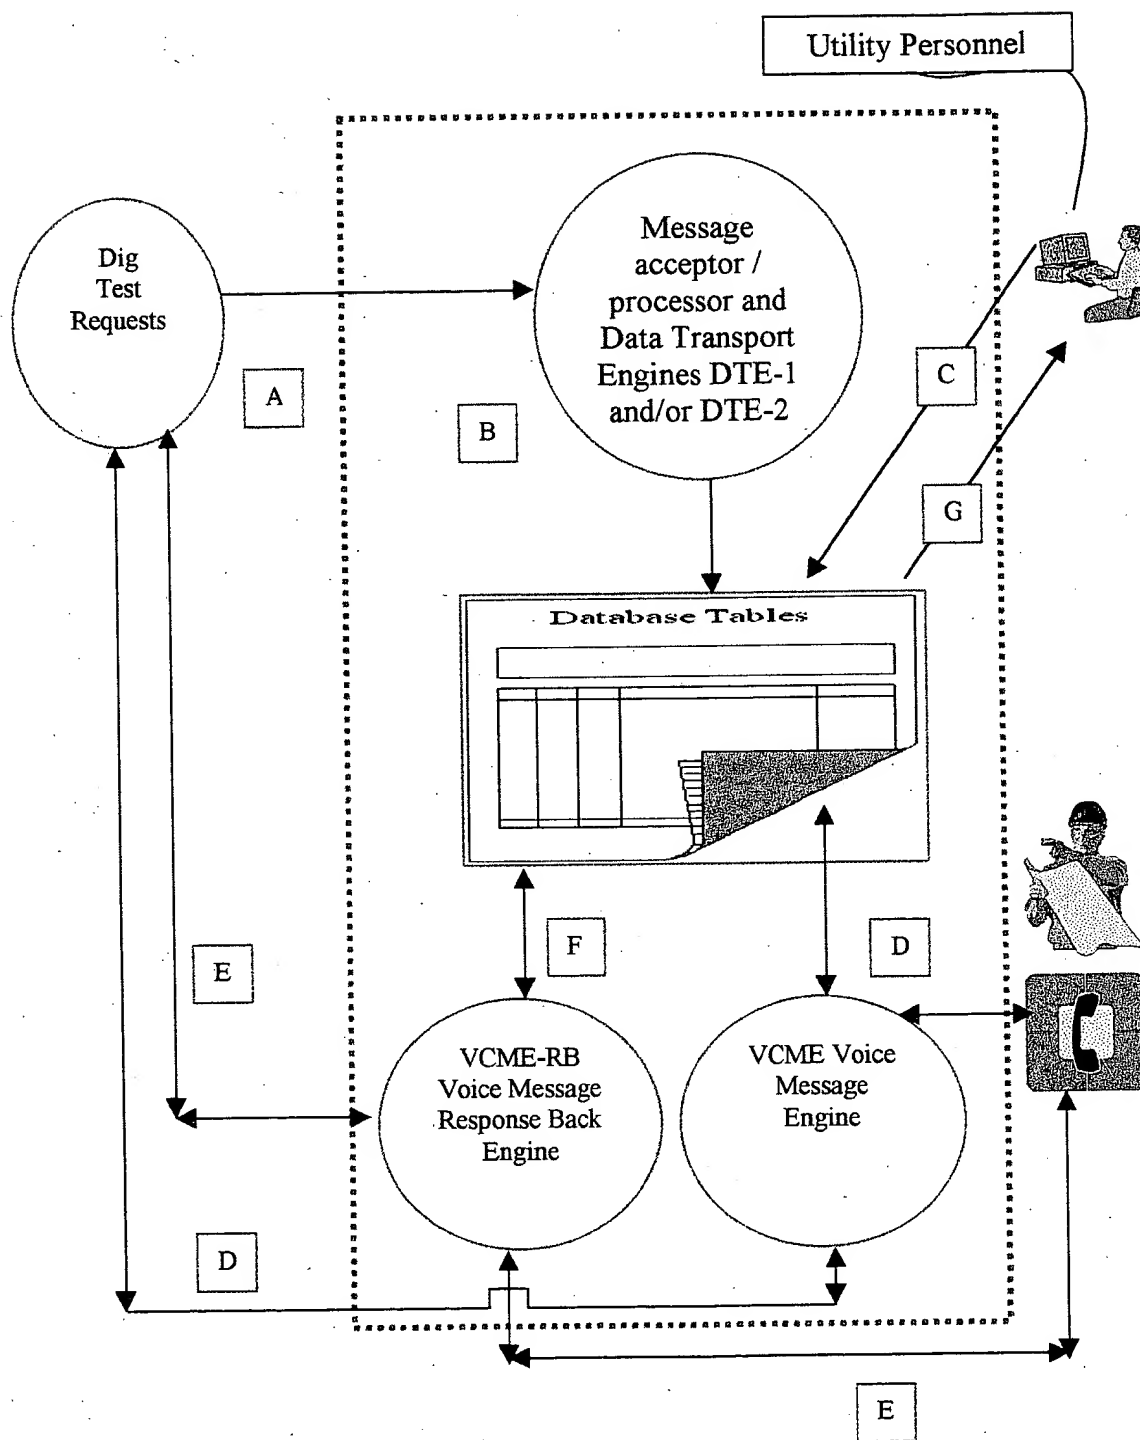 Utility Personnel
Dig
Test
Requests
Message
acceptor /
processor and
Data Transport
Engines DTE-1
and/or DTE-2
A
B
C
G
Database Tables
E
F
D
VCME-RB
Voice Message
Response Back
Engine
VCME Voice
Message
Engine
D
E